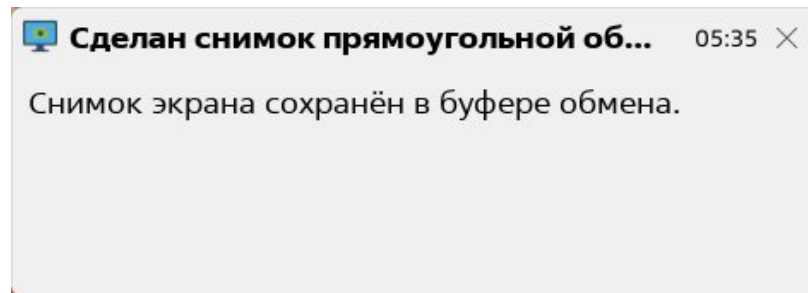 Сделан снимок прямоугольной об... 05:35
Снимок экрана сохранён в буфере обмена.